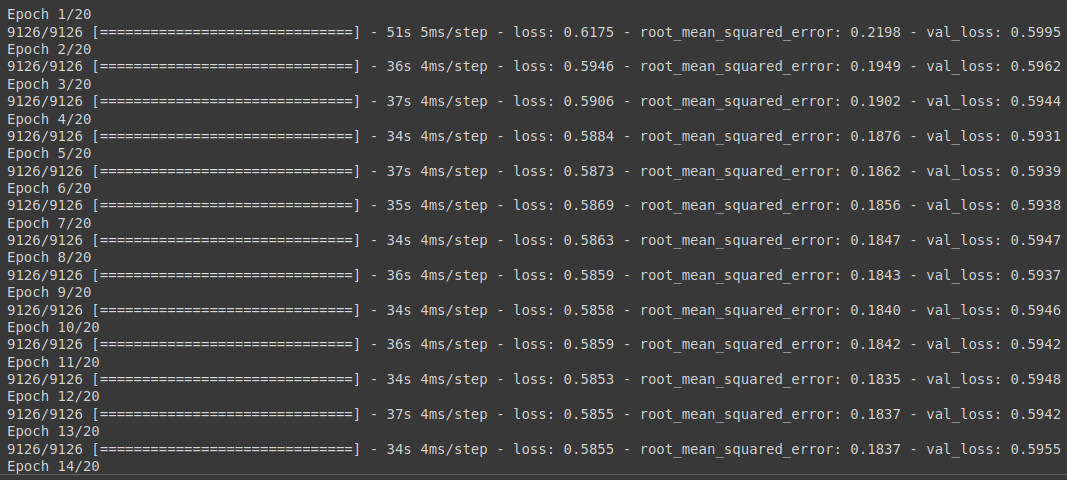 Epoch 1/20
9126/9126 [==============================] - 51s 5ms/step - loss: 0.6175 - root_mean_squared_error: 0.2198 - val_loss: 0.5995
Epoch 2/20
9126/9126 [==============================] - 36s 4ms/step - loss: 0.5946 - root_mean_squared_error: 0.1949 - val_loss: 0.5962
Epoch 3/20
9126/9126 [==============================] - 37s 4ms/step - loss: 0.5906 - root_mean_squared_error: 0.1902 - val_loss: 0.5944
Epoch 4/20
9126/9126 [==============================] - 34s 4ms/step - loss: 0.5884 - root_mean_squared_error: 0.1876 - val_loss: 0.5931
Epoch 5/20
9126/9126 [==============================] - 37s 4ms/step - loss: 0.5873 - root_mean_squared_error: 0.1862 - val_loss: 0.5939
Epoch 6/20
9126/9126 [==============================] - 35s 4ms/step - loss: 0.5869 - root_mean_squared_error: 0.1856 - val_loss: 0.5938
Epoch 7/20
9126/9126 [==============================] - 34s 4ms/step - loss: 0.5863 - root_mean_squared_error: 0.1847 - val_loss: 0.5947
Epoch 8/20
9126/9126 [==============================] - 36s 4ms/step - loss: 0.5859 - root_mean_squared_error: 0.1843 - val_loss: 0.5937
Epoch 9/20
9126/9126 [==============================] - 34s 4ms/step - loss: 0.5858 - root_mean_squared_error: 0.1840 - val_loss: 0.5946
Epoch 10/20
9126/9126 [==============================] - 36s 4ms/step - loss: 0.5859 - root_mean_squared_error: 0.1842 - val_loss: 0.5942
Epoch 11/20
9126/9126 [==============================] - 34s 4ms/step - loss: 0.5853 - root_mean_squared_error: 0.1835 - val_loss: 0.5948
Epoch 12/20
9126/9126 [==============================] - 37s 4ms/step - loss: 0.5855 - root_mean_squared_error: 0.1837 - val_loss: 0.5942
Epoch 13/20
9126/9126 [==============================] - 34s 4ms/step - loss: 0.5855 - root_mean_squared_error: 0.1837 - val_loss: 0.5955
Epoch 14/20